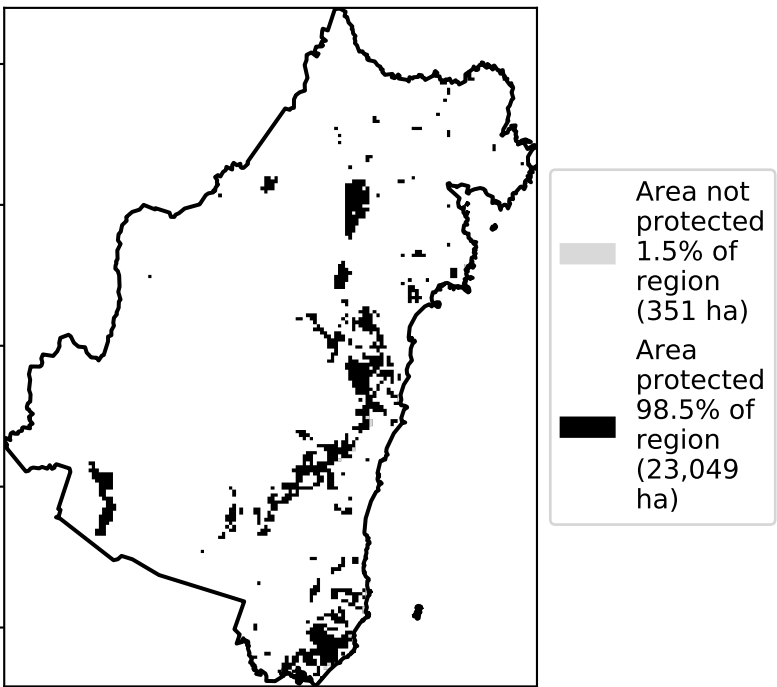 Area not
protected
1.5% of
region
(351 ha)
Area
protected
98.5% of
region
(23,049
ha)